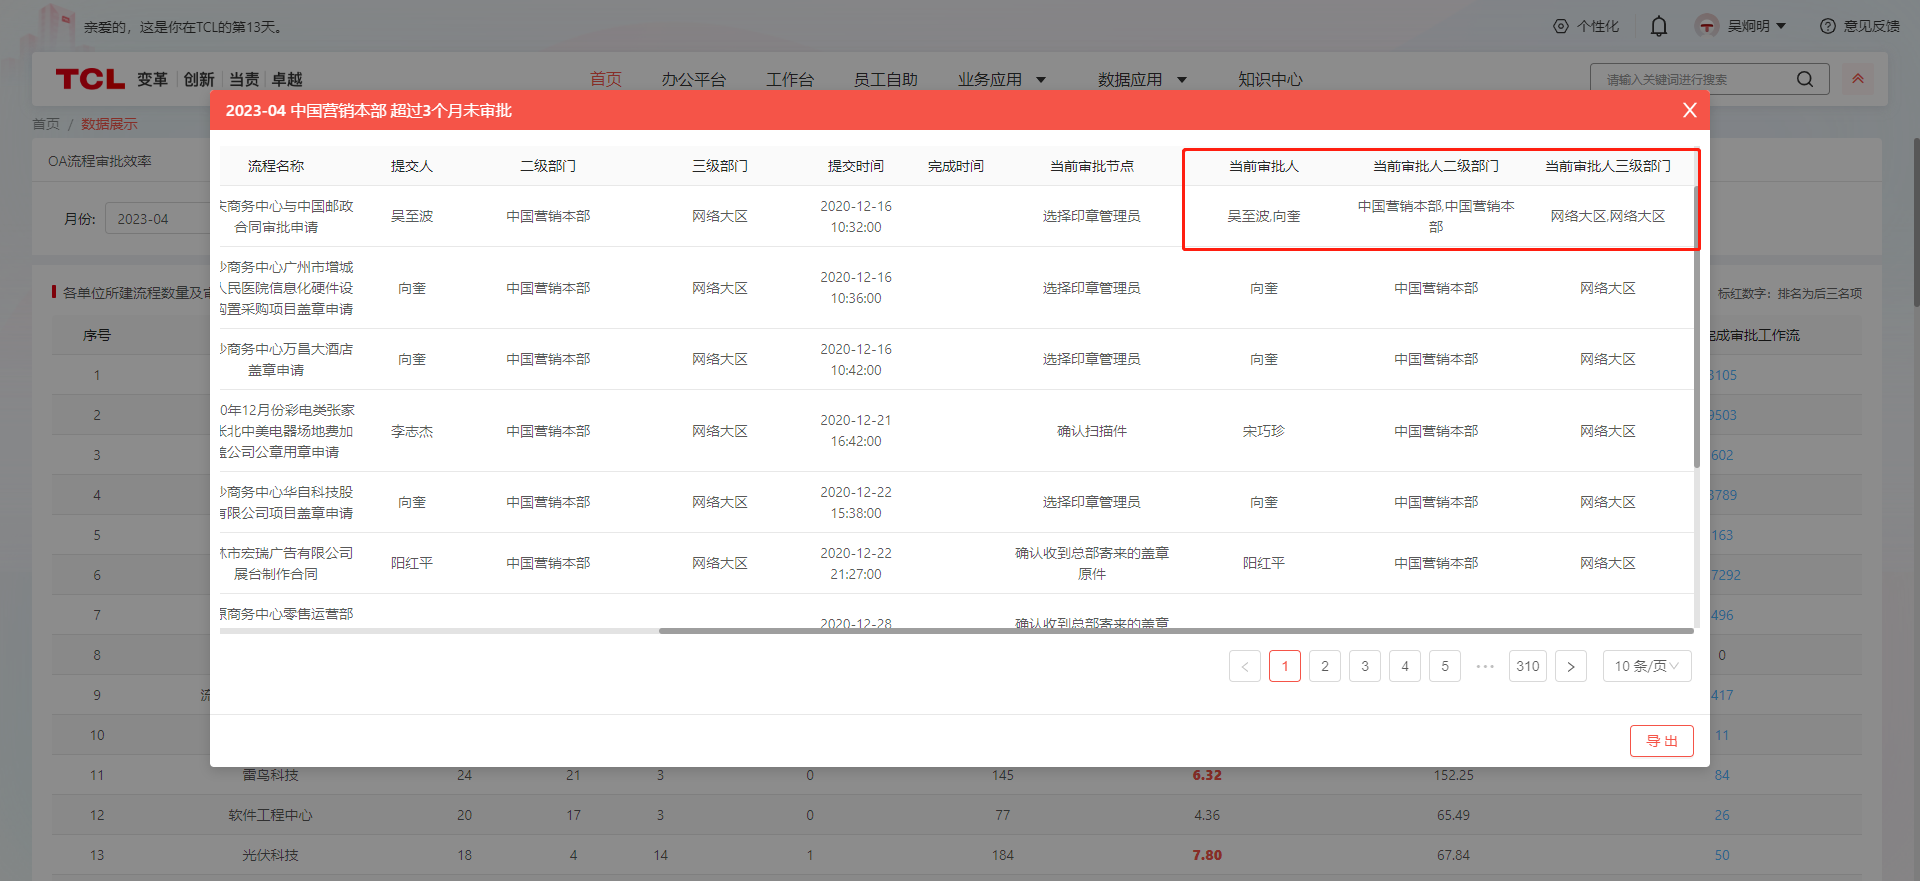 亲爱的，这是你在TCL的第13天。
个性化
吴炯明
意见反馈
TCL 变革 创新 当责 卓越
首页 办公平台 工作台 员工自助 业务应用 数据应用 知识中心
请输入关键词进行搜索
首页 / 数据展示
2023-04 中国营销本部 超过3个月未审批
OA流程审批效率
月份: 2023-04
各单位所建流程数量及
标红数字：排名为后三名项
流程名称 提交人 二级部门 三级部门 提交时间 完成时间 当前审批节点 当前审批人 当前审批人二级部门 当前审批人三级部门
商务中心与中国邮政
合同审批申请
吴至波 中国营销本部 网络大区
2020-12-16
10:32:00
选择印章管理员 吴至波,向奎
中国营销本部,中国营销本
部
网络大区,网络大区
商务中心广州市增城
人民医院信息化硬件设
购置采购项目盖章申请
向奎 中国营销本部 网络大区
2020-12-16
10:36:00
选择印章管理员 向奎 中国营销本部 网络大区
商务中心万昌大酒店
盖章申请
向奎 中国营销本部 网络大区
2020-12-16
10:42:00
选择印章管理员 向奎 中国营销本部 网络大区
0年12月份彩电类张家
北中美电器场地费加
盖公司公章用章申请
李志杰 中国营销本部 网络大区
2020-12-21
16:42:00
确认扫描件 宋巧珍 中国营销本部 网络大区
商务中心华自科技股
有限公司项目盖章申请
向奎 中国营销本部 网络大区
2020-12-22
15:38:00
选择印章管理员 向奎 中国营销本部 网络大区
林市宏瑞广告有限公司
展台制作合同
阳红平 中国营销本部 网络大区
2020-12-22
21:27:00
确认收到总部寄来的盖章
原件
阳红平 中国营销本部 网络大区
商务中心零售运营部
2020-12-28
确认收到总部寄来的盖章
< 1 2 3 4 5 ••• 310 > 10 条/页
导 出
序号
成审批工作流
1 3105
2 9503
3 602
4 3789
5 163
6 7292
7 496
8 0
9 流 417
10 11
11 雷鸟科技 24 21 3 0 145 6.32 152.25 84
12 软件工程中心 20 17 3 0 77 4.36 65.49 26
13 光伏科技 18 4 14 1 184 7.80 67.84 50